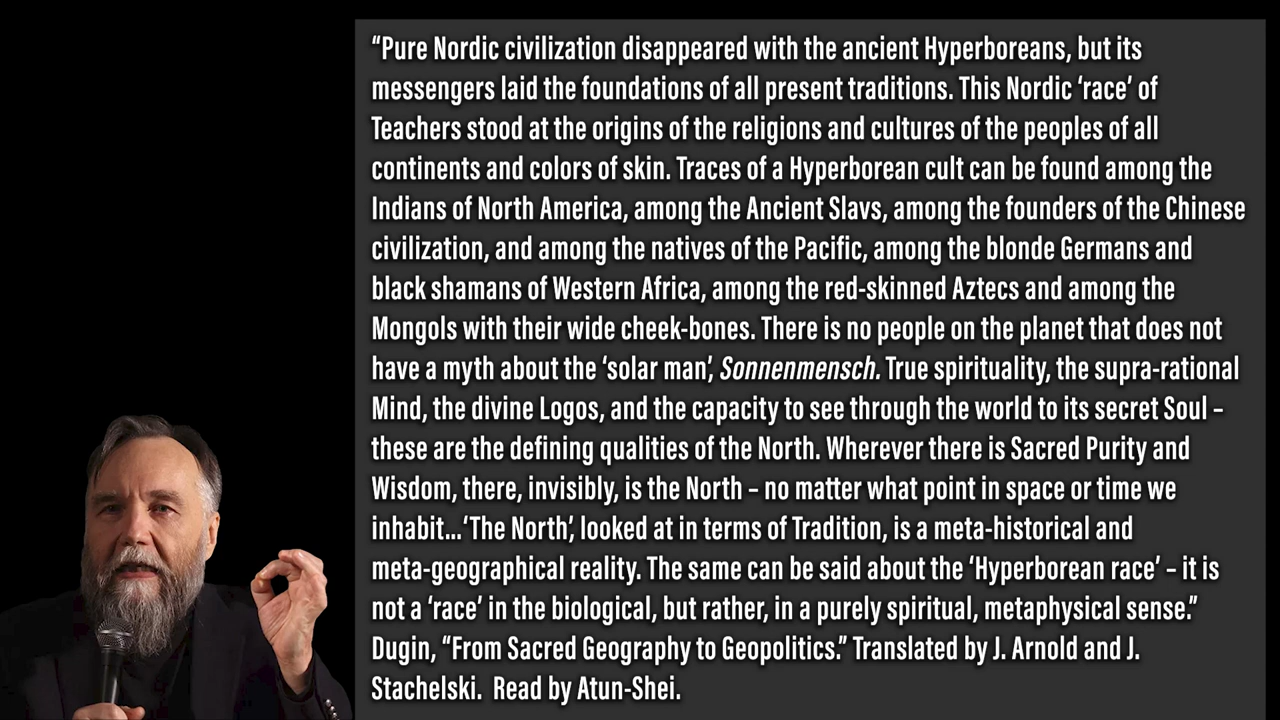 “Pure Nordic civilization disappeared with the ancient Hyperboreans, but its
messengers laid the foundations of all present traditions. This Nordic ‘race’ of
Teachers stood at the origins of the religions and cultures of the peoples of all
continents and colors of skin. Traces of a Hyperborean cult can be found among the
Indians of North America, among the Ancient Slavs, among the founders of the Chinese
civilization, and among the natives of the Pacific, among the blonde Germans and
black shamans of Western Africa, among the red-skinned Aztecs and among the
Mongols with their wide cheek-bones. There is no people on the planet that does not
have a myth about the ‘solar man’, Sonnenmensch. True spirituality, the supra-rational
Mind, the divine Logos, and the capacity to see through the world to its secret Soul –
these are the defining qualities of the North. Wherever there is Sacred Purity and
Wisdom, there, invisibly, is the North – no matter what point in space or time we
inhabit...‘The North’, looked at in terms of Tradition, is a meta-historical and
meta-geographical reality. The same can be said about the ‘Hyperborean race’ – it is
not a ‘race’ in the biological, but rather, in a purely spiritual, metaphysical sense.”
Dugin, “From Sacred Geography to Geopolitics.” Translated by J. Arnold and J.
Stachelski.  Read by Atun-Shei.